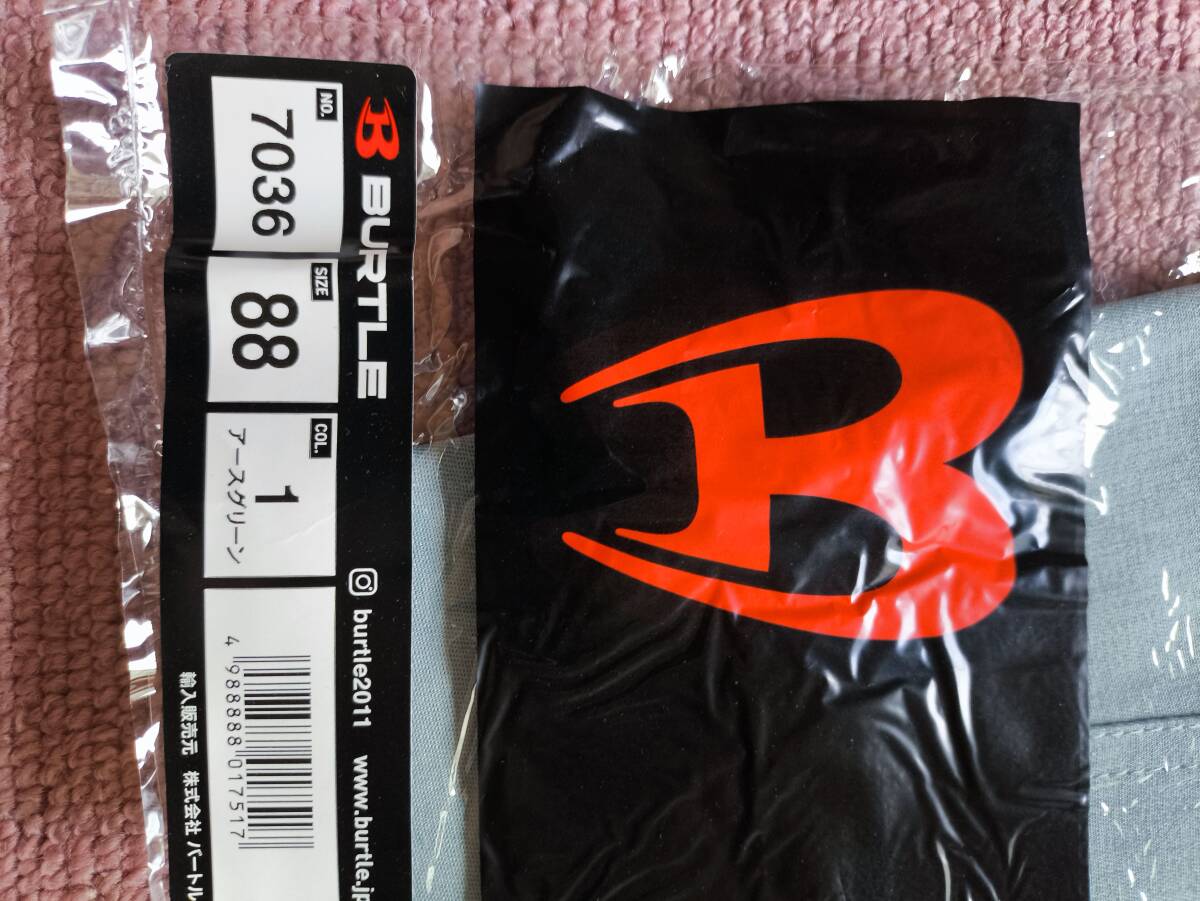 BURTLE
NO.
7036
SIZE
88
COL.
1
アースグリーン
burtle2011 www.burtle.jp
4 988888 017517
輸入販売元 株式会社 バートル